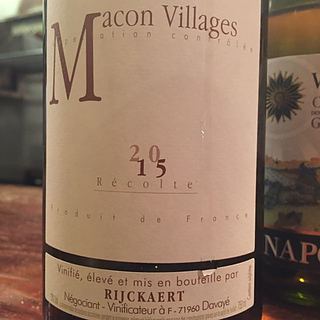 Macon Villages
Appellation contrôlée
2015
Récolte
Produit de France
Vinifié, élevé et mis en bouteille par
RIJCKAERT
Négociant - Vinificateur à F - 71960 Davayé
NAPO